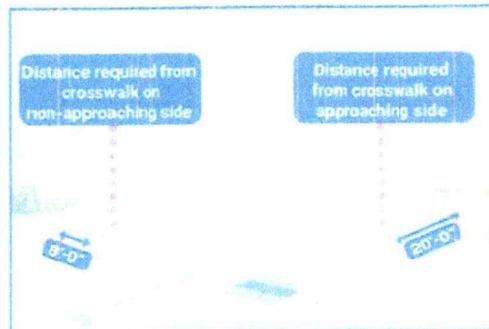 Distance required from
crosswalk on
non-approaching side
Distance required
from crosswalk on
approaching side
8'-0"
20'-0"